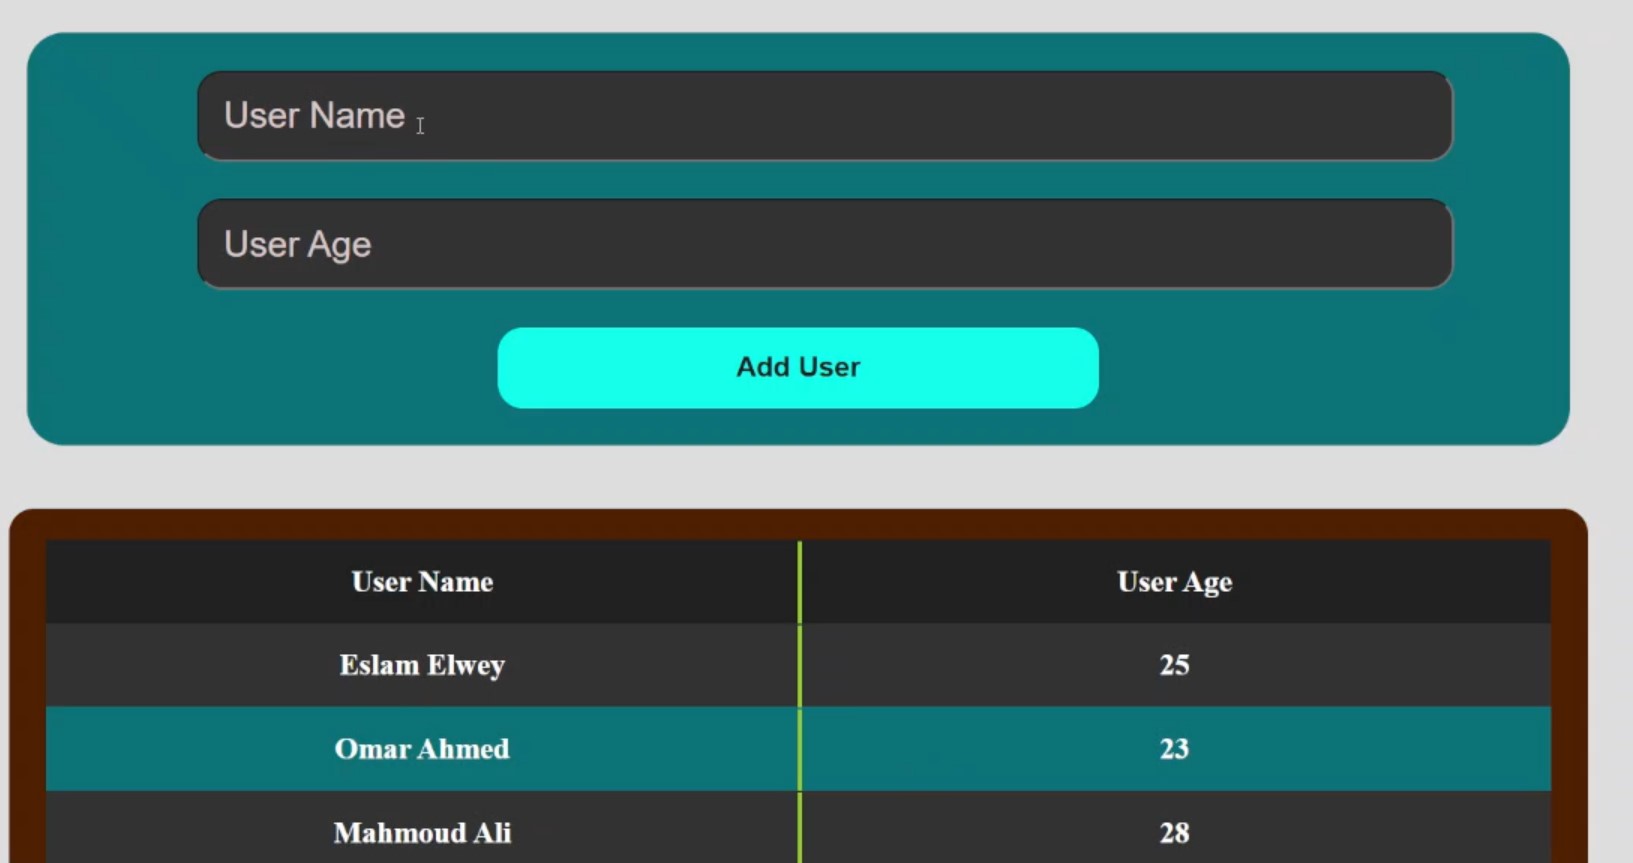 User Name
User Age
Add User
User Name User Age
Eslam Elwey 25
Omar Ahmed 23
Mahmoud Ali 28